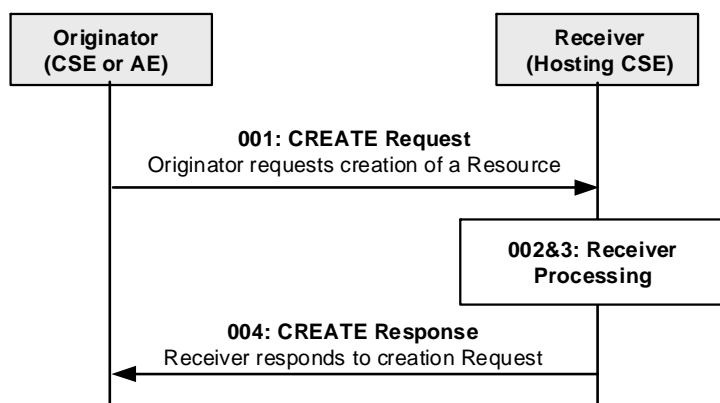 Originator
(CSE or AE)
Receiver
(Hosting CSE)
001: CREATE Request
Originator requests creation of a Resource
002&3: Receiver
Processing
004: CREATE Response
Receiver responds to creation Request